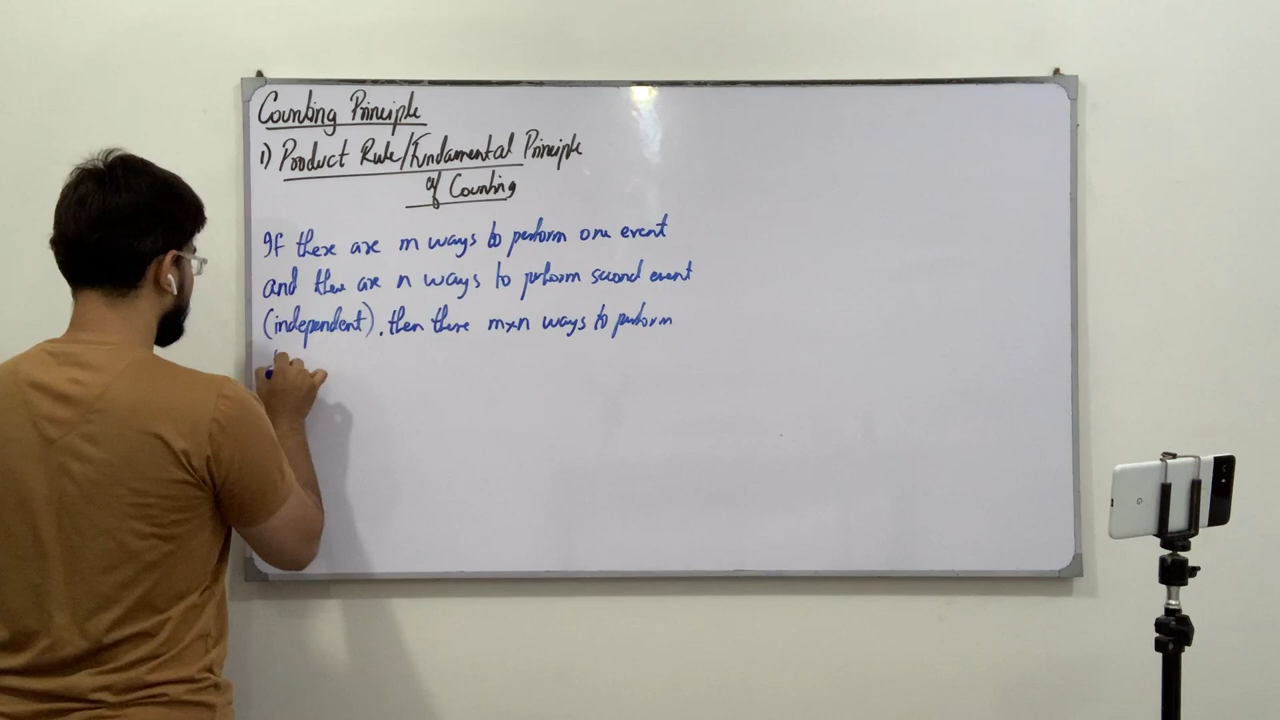 Counting Principle
1) Product Rule/Fundamental Principle
of Counting
If there are m ways to perform one event
and there are n ways to perform second event
(independent), then there m×n ways to perform
G